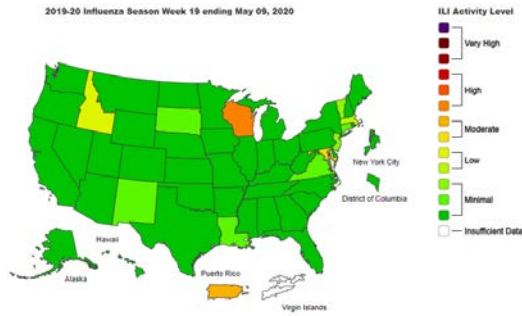 2019-20 Influenza Season Week 19 ending May 09, 2020
ILI Activity Level
Very High
High
Moderate
Low
Minimal
Insufficient Data
New York City
District of Columbia
Hawaii
Alaska
Puerto Rico
Virgin Islands